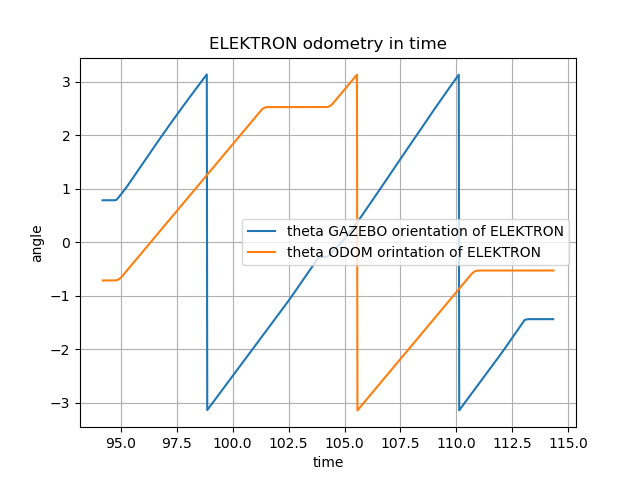 ELEKTRON odometry in time
3
2
1
0
−1
−2
−3
angle
theta GAZEBO orientation of ELEKTRON
theta ODOM orintation of ELEKTRON
95.0 97.5 100.0 102.5 105.0 107.5 110.0 112.5 115.0
time